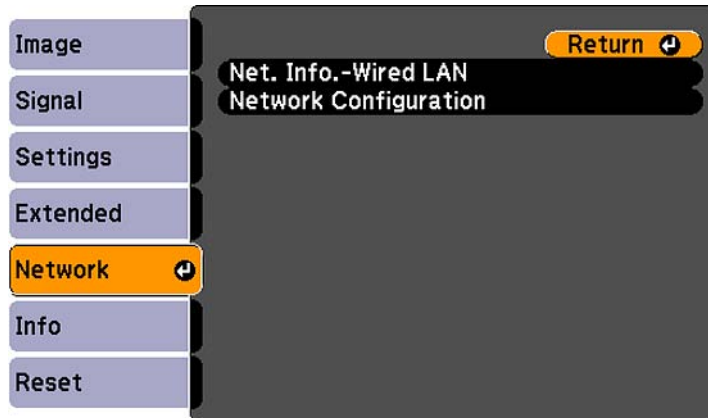 Image
Signal
Settings
Extended
Network
Info
Reset
Return
Net. Info.-Wired LAN
Network Configuration